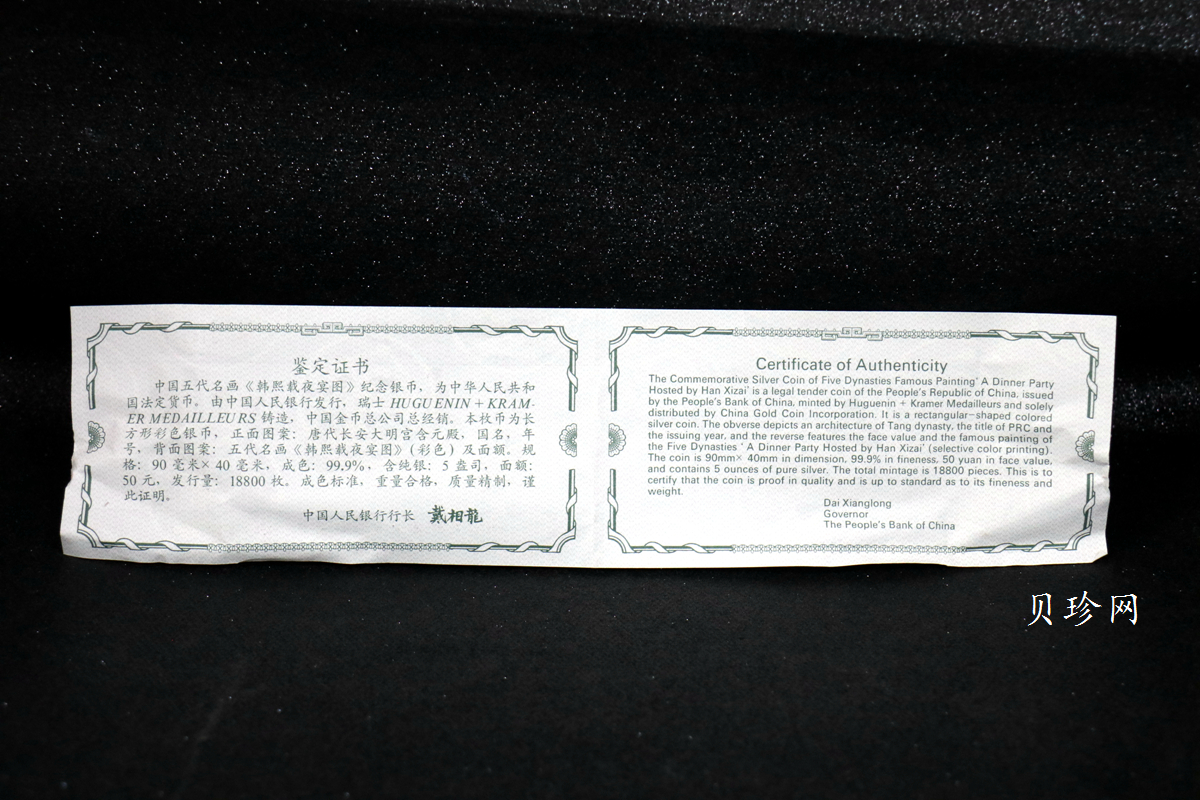 鉴定证书
中国五代名画《韩熙载夜宴图》纪念银币，为中华人民共和
国法定货币。由中国人民银行发行，瑞士 HUGUENIN + KRAM-
ER MEDAILLEURS 铸造，中国金币总公司总经销。本枚币为长
方形彩色银币，正面图案：唐代长安大明宫含元殿，国名，年
号，背面图案：五代名画《韩熙载夜宴图》(彩色) 及面额。规
格：90 毫米× 40 毫米，成色：99.9%，含纯银：5 盎司，面额：
50 元，发行量：18800 枚。成色标准，重量合格，质量精制，谨
此证明。
中国人民银行行长 戴相龍
Certificate of Authenticity
The Commemorative Silver Coin of Five Dynasties Famous Painting' A Dinner Party
Hosted by Han Xizai' is a legal tender coin of the People's Republic of China, issued
by the People's Bank of China, minted by Huguenin + Kramer Medailleurs and solely
distributed by China Gold Coin Incorporation. It is a rectangular-shaped colored
silver coin. The obverse depicts an architecture of Tang dynasty, the title of PRC and
the issuing year, and the reverse features the face value and the famous painting of
the Five Dynasties ' A Dinner Party Hosted by Han Xizai' (selective color printing).
The coin is 90mm× 40mm in dimension, 99.9% in fineness, 50 yuan in face value,
and contains 5 ounces of pure silver. The total mintage is 18800 pieces. This is to
certify that the coin is proof in quality and is up to standard as to its fineness and
weight.
Dai Xianglong
Governor
The People's Bank of China
贝珍网